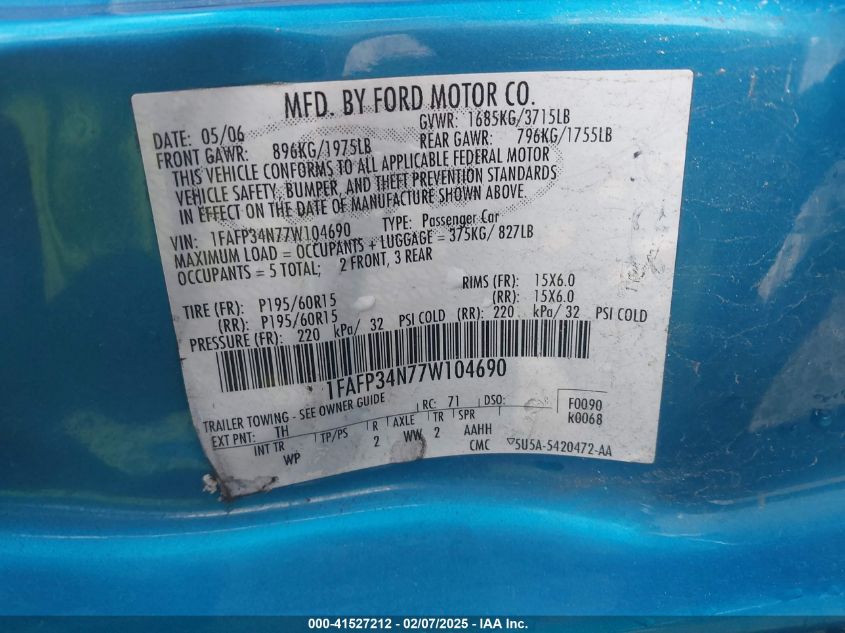 MFD. BY FORD MOTOR CO.
DATE: 05/06 GVWR: 1685KG/3715LB
FRONT GAWR: 896KG/1975LB REAR GAWR: 796KG/1755LB
THIS VEHICLE CONFORMS TO ALL APPLICABLE FEDERAL MOTOR
VEHICLE SAFETY, BUMPER, AND THEFT PREVENTION STANDARDS
IN EFFECT ON THE DATE OF MANUFACTURE SHOWN ABOVE.
VIN: 1FAFP34N77W104690 TYPE: Passenger Car
MAXIMUM LOAD = OCCUPANTS + LUGGAGE = 375KG/ 827LB
OCCUPANTS = 5 TOTAL; 2 FRONT, 3 REAR
RIMS (FR): 15X6.0
TIRE (FR): P195/60R15 (RR): 15X6.0
(RR): P195/60R15
PRESSURE (FR): 220 kPa/ 32 PSI COLD (RR): 220 kPa/ 32 PSI COLD
1FAFP34N77W104690
TRAILER TOWING - SEE OWNER GUIDE RC: 71 DSO: F0090
EXT PNT: TH R AXLE TR SPR K0068
INT TR TP/PS 2 WW 2 AAHH
WP CMC 5U5A-5420472-AA
000-41527212 - 02/07/2025 - IAA Inc.